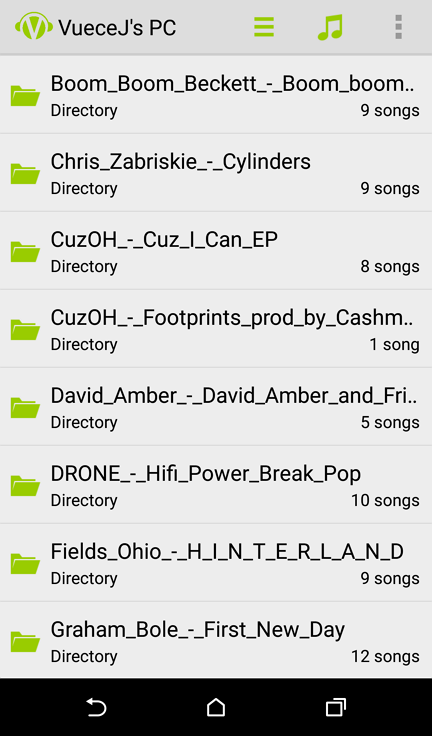 VueceJ's PC
Boom_Boom_Beckett_-_Boom_boom..
Directory 9 songs
Chris_Zabriskie_-_Cylinders
Directory 9 songs
CuzOH_-_Cuz_I_Can_EP
Directory 8 songs
CuzOH_-_Footprints_prod_by_Cashm..
Directory 1 song
David_Amber_-_David_Amber_and_Fri..
Directory 5 songs
DRONE_-_Hifi_Power_Break_Pop
Directory 10 songs
Fields_Ohio_-_H_I_N_T_E_R_L_A_N_D
Directory 9 songs
Graham_Bole_-_First_New_Day
Directory 12 songs